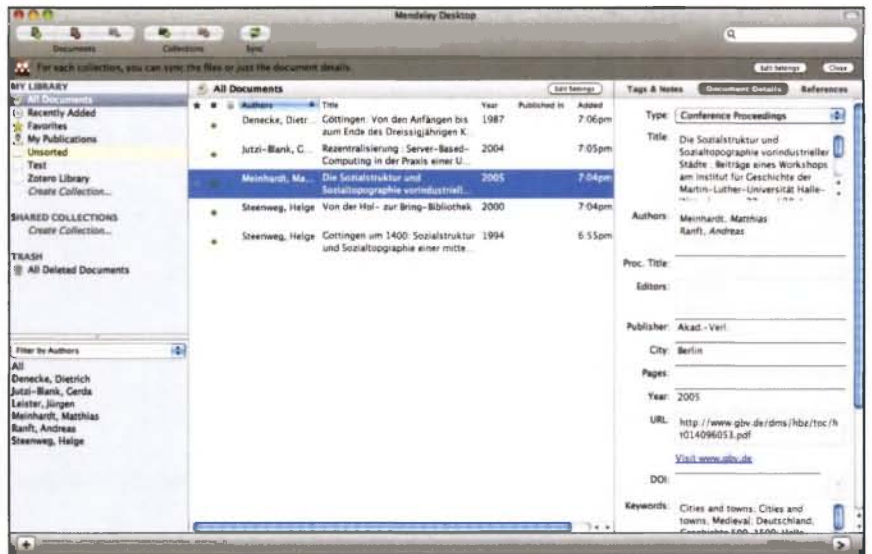 Mendeley Desktop
Documents
Collections
Sync
For each collection, you can sync the files or just the document details.
Edit Settings
Close
MY LIBRARY
All Documents
Recently Added
Favorites
My Publications
Unsorted
Test
Zotero Library
Create Collection...
SHARED COLLECTIONS
Create Collection...
TRASH
All Deleted Documents
Filter by Authors
All
Denecke, Dietrich
Jutzi-Blank, Gerda
Leister, Jürgen
Meinhardt, Matthias
Ranft, Andreas
Steenweg, Helge
All Documents
Edit Settings
Authors Title Year Published In Added
Denecke, Dietr... Göttingen. Von den Anfängen bis 1987 7:06pm
zum Ende des Dreissigjährigen K...
Jutzi-Blank, G... Rezentralisierung : Server-Based- 2004 7:05pm
Computing in der Praxis einer U...
Meinhardt, Ma... Die Sozialstruktur und 2005 7:04pm
Sozialtopographie vorindustriell...
Steenweg, Helge Von der Hol- zur Bring-Bibliothek 2000 7:04pm
Steenweg, Helge Göttingen um 1400: Sozialstruktur 1994 6:55pm
und Sozialtopographie einer mitte...
Tags & Notes
Document Details
References
Type: Conference Proceedings
Title: Die Sozialstruktur und
Sozialtopographie vorindustrieller
Städte : Beiträge eines Workshops
am Institut für Geschichte der
Martin-Luther-Universität Halle-
Authors: Meinhardt, Matthias
Ranft, Andreas
Proc. Title:
Editors:
Publisher: Akad.-Verl.
City: Berlin
Pages:
Year: 2005
URL: http://www.gbv.de/dms/hbz/toc/h
t014096053.pdf
Visit www.gbv.de
DOI:
Keywords: Cities and towns; Cities and
towns, Medieval; Deutschland;
Geschichte 500-1500; Halle